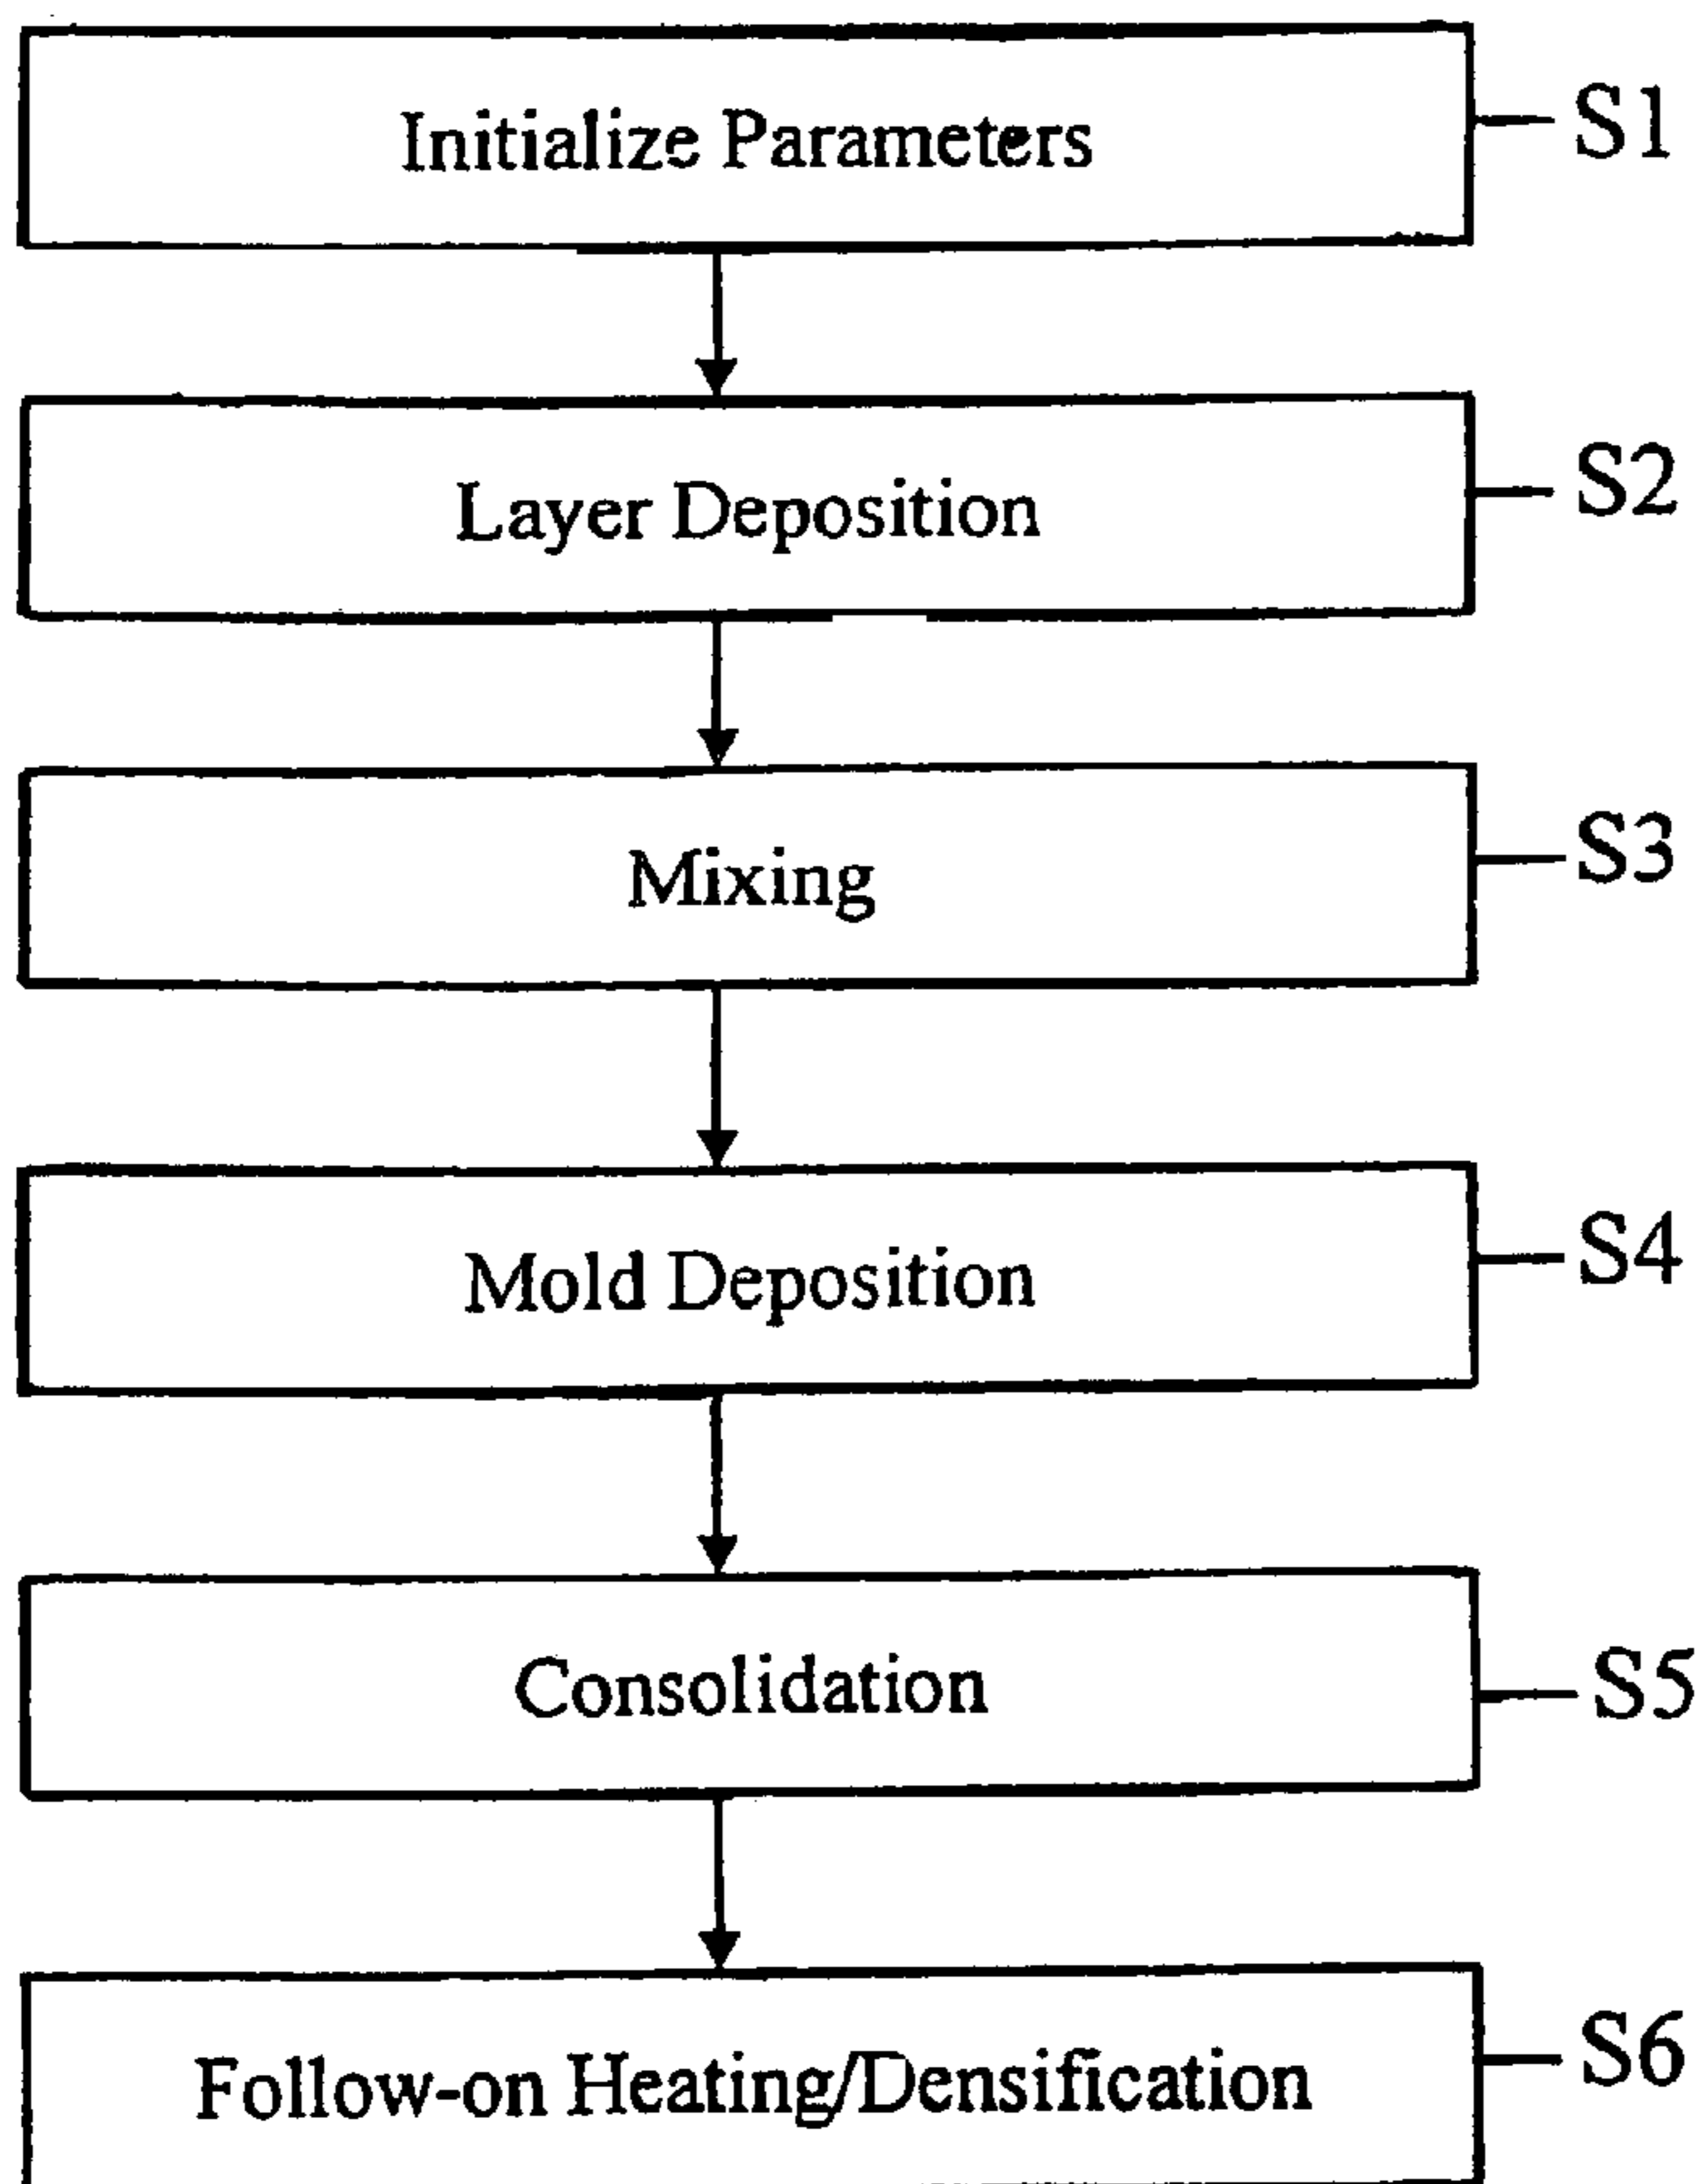 Initialize Parameters S1
Layer Deposition S2
Mixing S3
Mold Deposition S4
Consolidation S5
Follow-on Heating/Densification S6